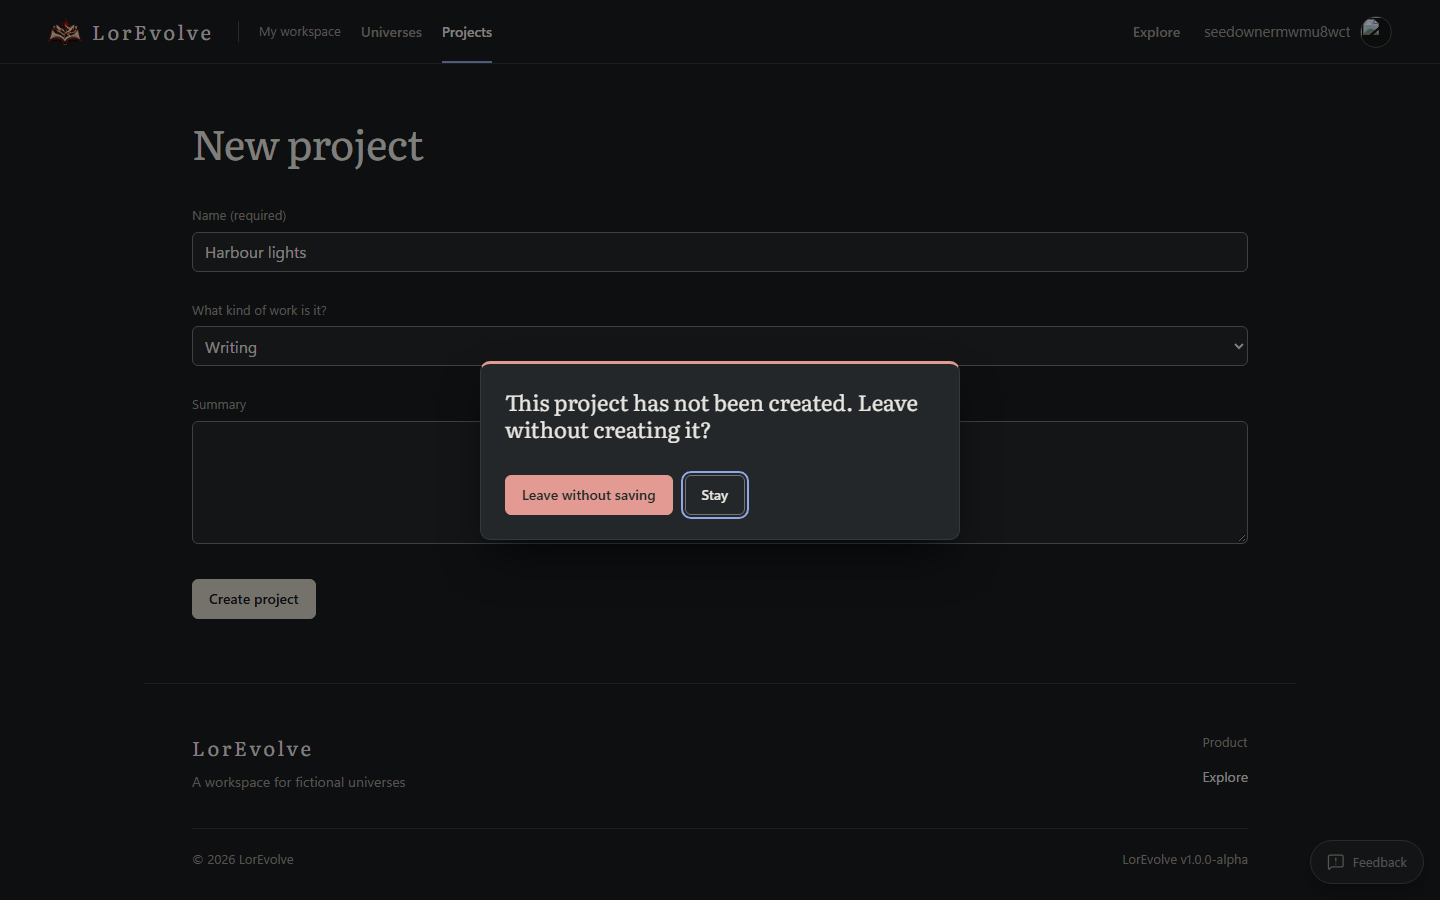 LorEvolve
My workspace
Universes
Projects
Explore
seedownermwmu8wct
New project
Name (required)
Harbour lights
What kind of work is it?
Writing
Summary
This project has not been created. Leave
without creating it?
Leave without saving
Stay
Create project
LorEvolve
A workspace for fictional universes
Product
Explore
© 2026 LorEvolve
LorEvolve v1.0.0-alpha
Feedback